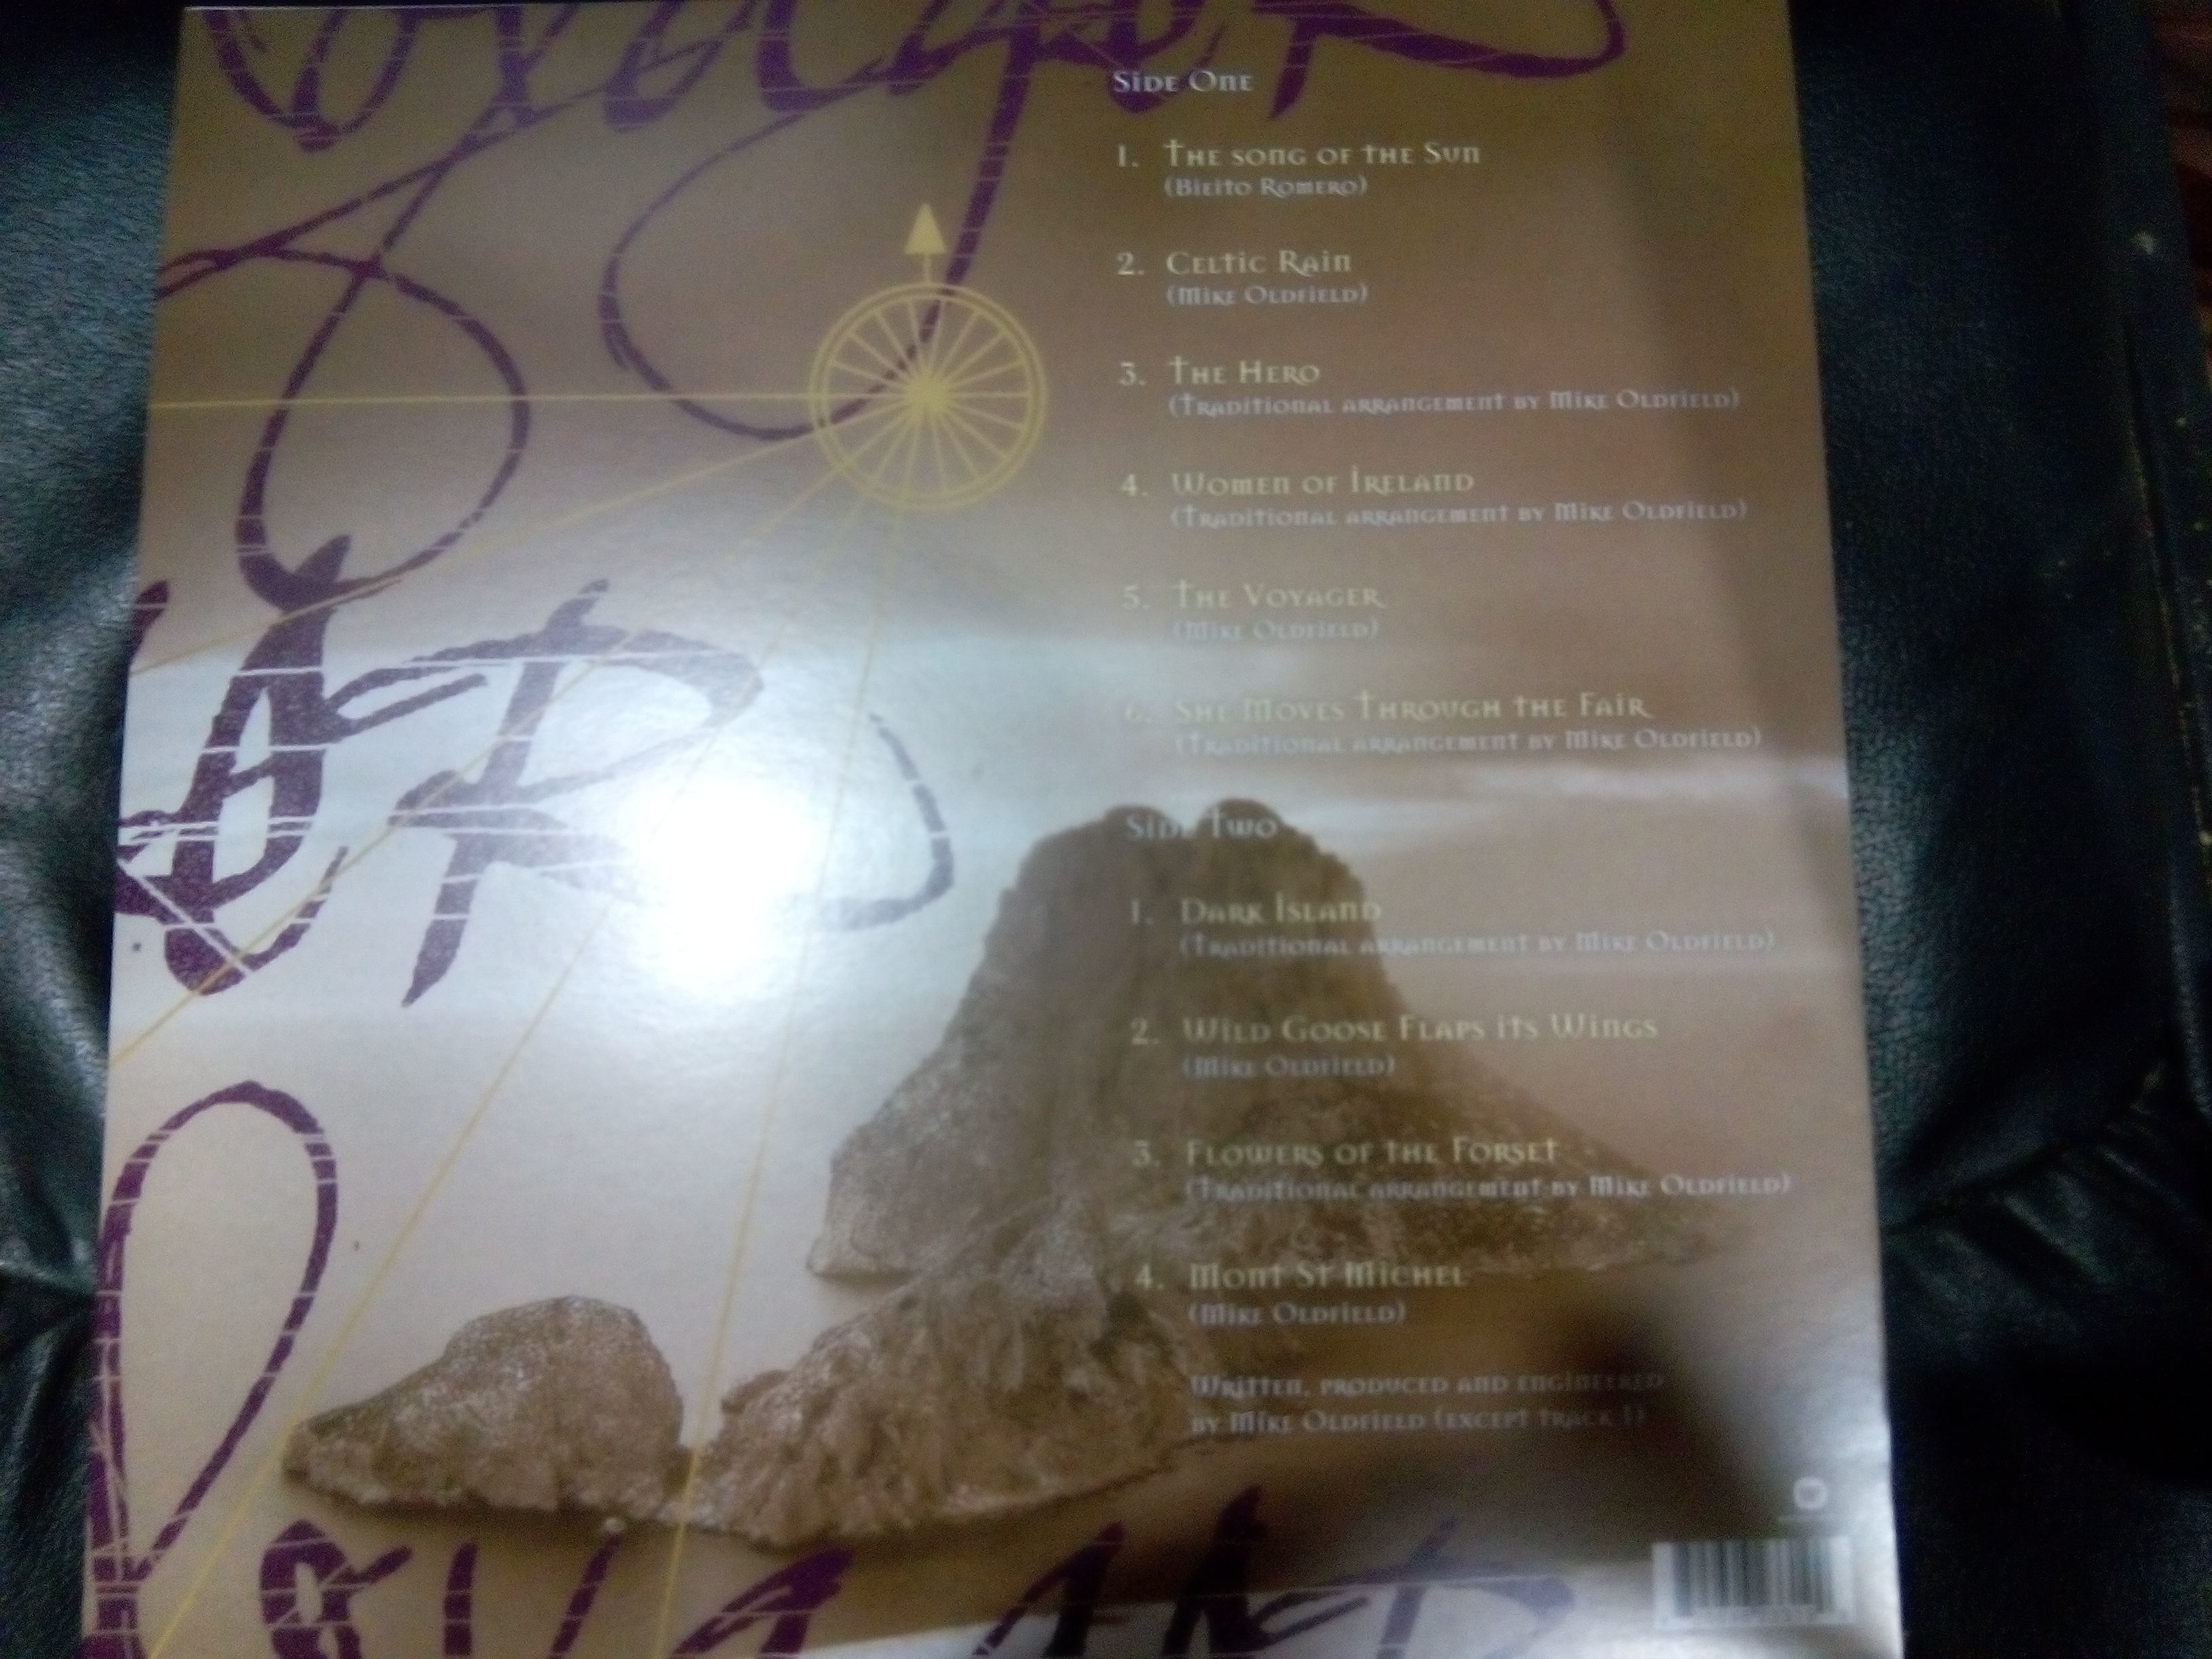 Side One
1. The song of the Sun
(Bieito Romero)
2. Celtic Rain
(Mike Oldfield)
3. The Hero
(Traditional arrangement by Mike Oldfield)
4. Women of Ireland
(Traditional arrangement by Mike Oldfield)
5. The Voyager
(Mike Oldfield)
6. She Moves Through the Fair
(Traditional arrangement by Mike Oldfield)
Side Two
1. Dark Island
(Traditional arrangement by Mike Oldfield)
2. Wild Goose Flaps its Wings
(Mike Oldfield)
3. Flowers of the Forset
(Traditional arrangement by Mike Oldfield)
4. Mont St Michel
(Mike Oldfield)
Written, produced and engineered
by Mike Oldfield (except track 1)